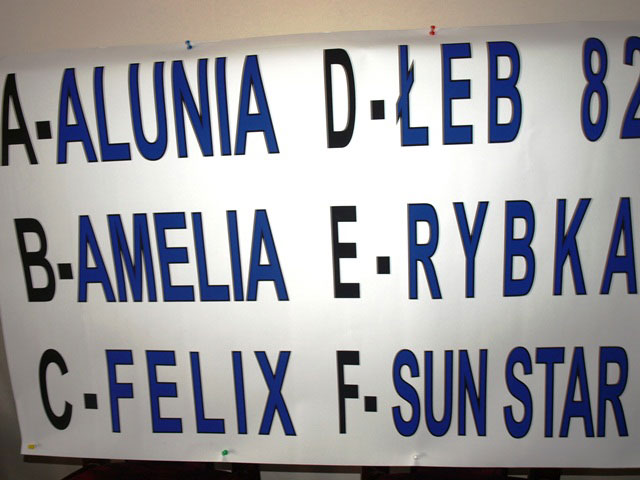 A-ALUNIA D-ŁEB 82
B-AMELIA E-RYBKA
C-FELIX F-SUN STAR